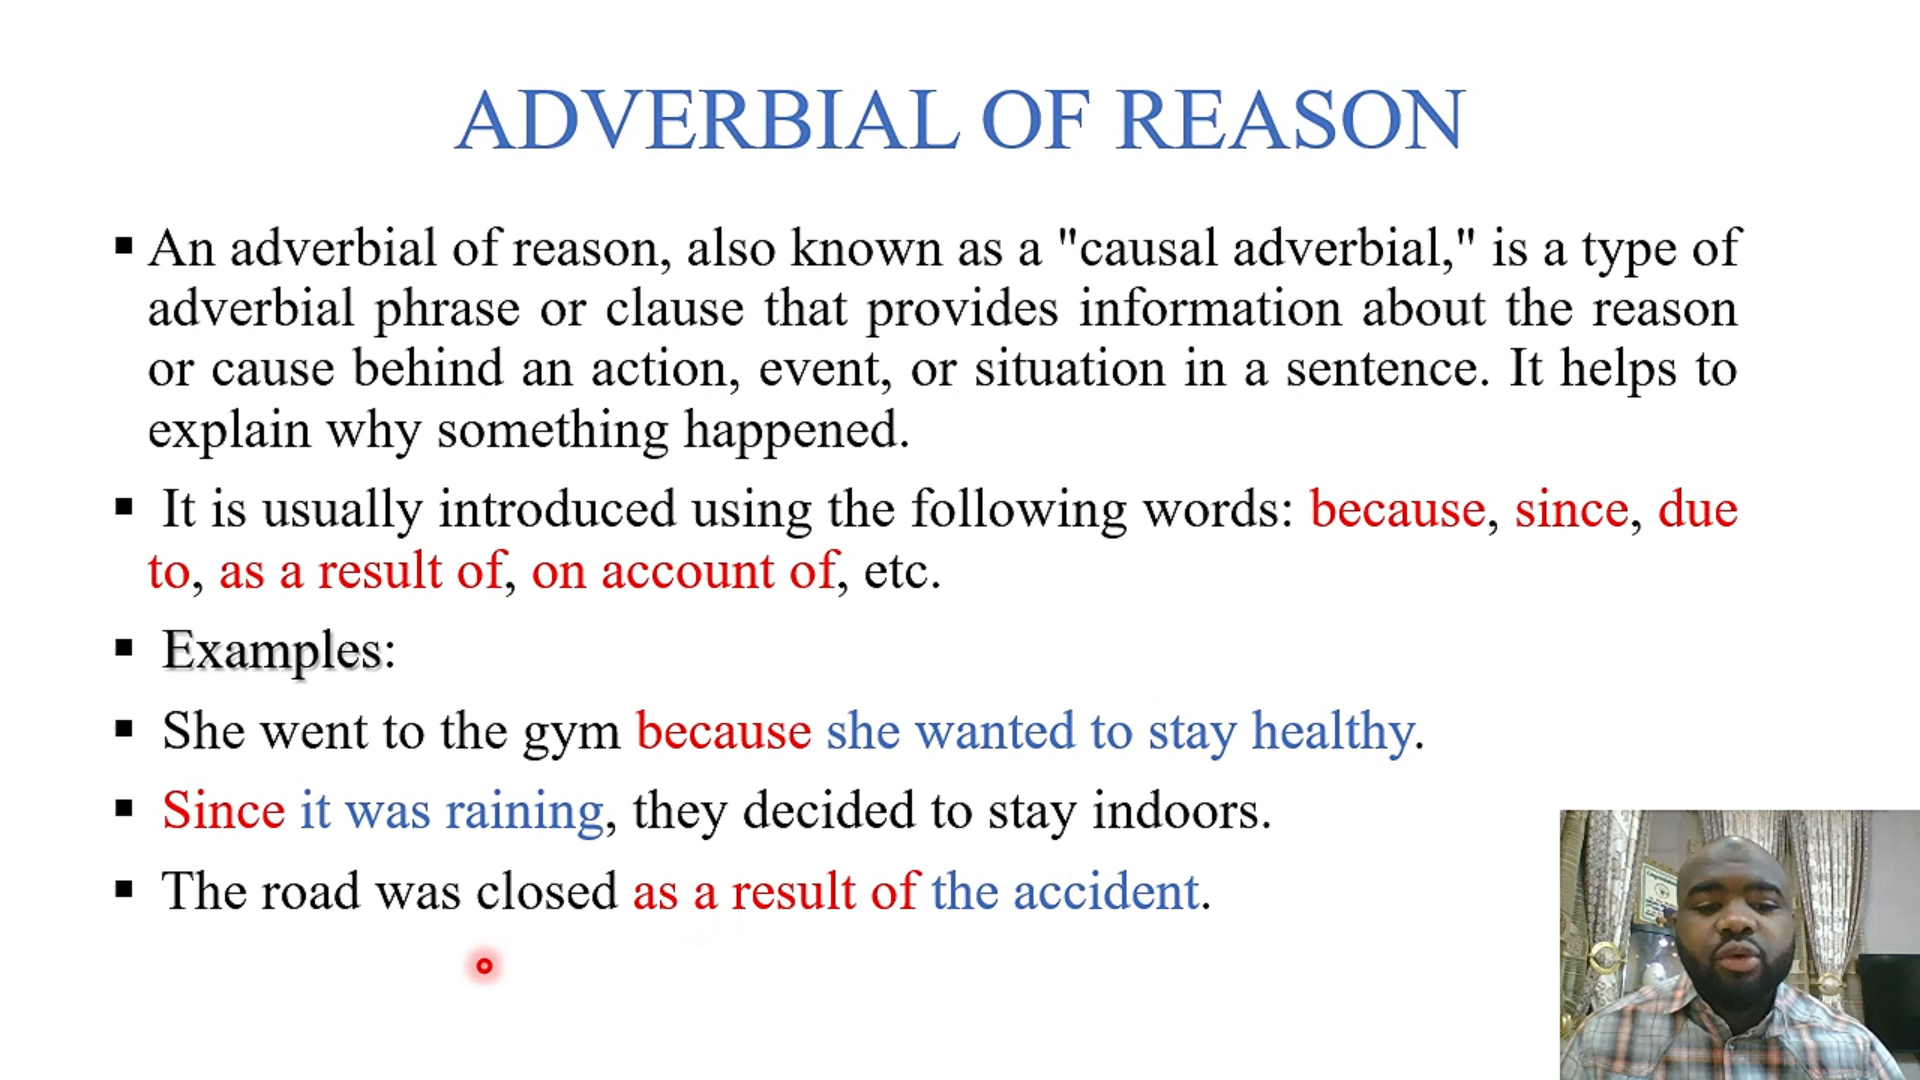 ADVERBIAL OF REASON
▪ An adverbial of reason, also known as a "causal adverbial," is a type of
adverbial phrase or clause that provides information about the reason
or cause behind an action, event, or situation in a sentence. It helps to
explain why something happened.
▪ It is usually introduced using the following words: because, since, due
to, as a result of, on account of, etc.
▪ Examples:
▪ She went to the gym because she wanted to stay healthy.
▪ Since it was raining, they decided to stay indoors.
▪ The road was closed as a result of the accident.